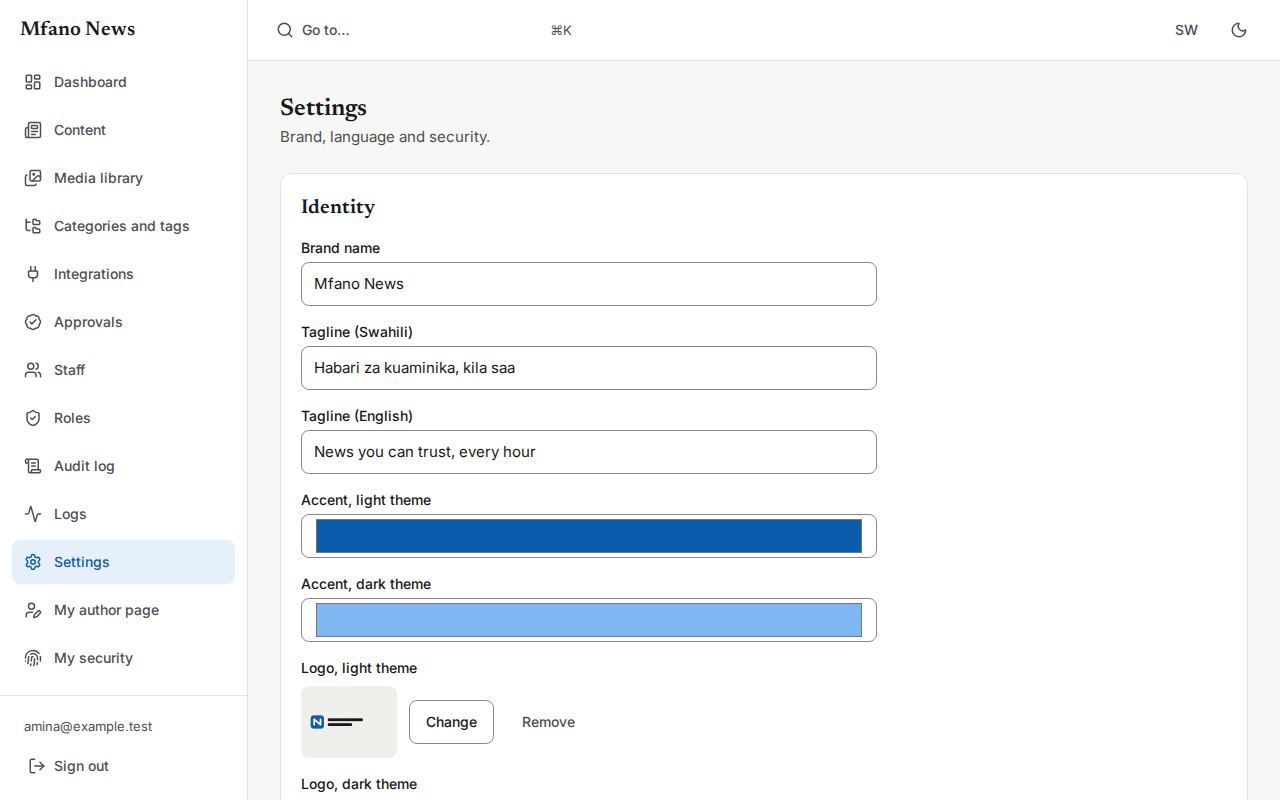 Mfano News
Go to...
⌘K
SW
Dashboard
Content
Media library
Categories and tags
Integrations
Approvals
Staff
Roles
Audit log
Logs
Settings
My author page
My security
amina@example.test
Sign out
Settings
Brand, language and security.
Identity
Brand name
Mfano News
Tagline (Swahili)
Habari za kuaminika, kila saa
Tagline (English)
News you can trust, every hour
Accent, light theme
Accent, dark theme
Logo, light theme
N
Change
Remove
Logo, dark theme